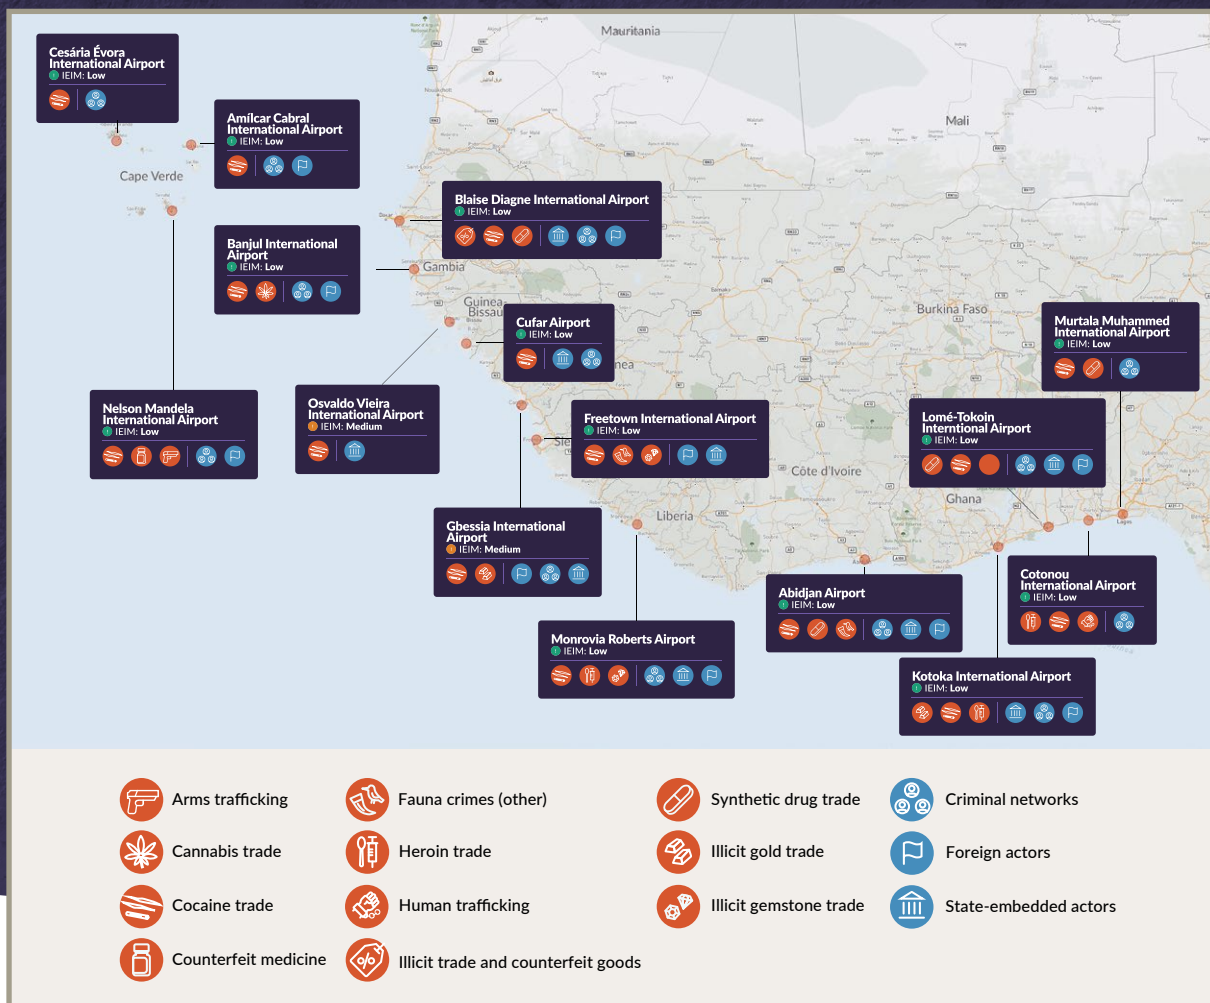 Mauritania
Mali
Cape Verde
Gambia
Guinea-
Bissau
Burkina Faso
Côte d'Ivoire
Ghana
Liberia
Lagos
Cesária Évora
International Airport
IEIM: Low
Amílcar Cabral
International Airport
IEIM: Low
Blaise Diagne International Airport
IEIM: Low
Banjul International
Airport
IEIM: Low
Cufar Airport
IEIM: Low
Murtala Muhammed
International Airport
IEIM: Low
Nelson Mandela
International Airport
IEIM: Low
Osvaldo Vieira
International Airport
IEIM: Medium
Freetown International Airport
IEIM: Low
Lomé-Tokoin
Interntional Airport
IEIM: Low
Gbessia International
Airport
IEIM: Medium
Monrovia Roberts Airport
IEIM: Low
Abidjan Airport
IEIM: Low
Cotonou
International Airport
IEIM: Low
Kotoka International Airport
IEIM: Low
Arms trafficking
Fauna crimes (other)
Synthetic drug trade
Criminal networks
Cannabis trade
Heroin trade
Illicit gold trade
Foreign actors
Cocaine trade
Human trafficking
Illicit gemstone trade
State-embedded actors
Counterfeit medicine
Illicit trade and counterfeit goods